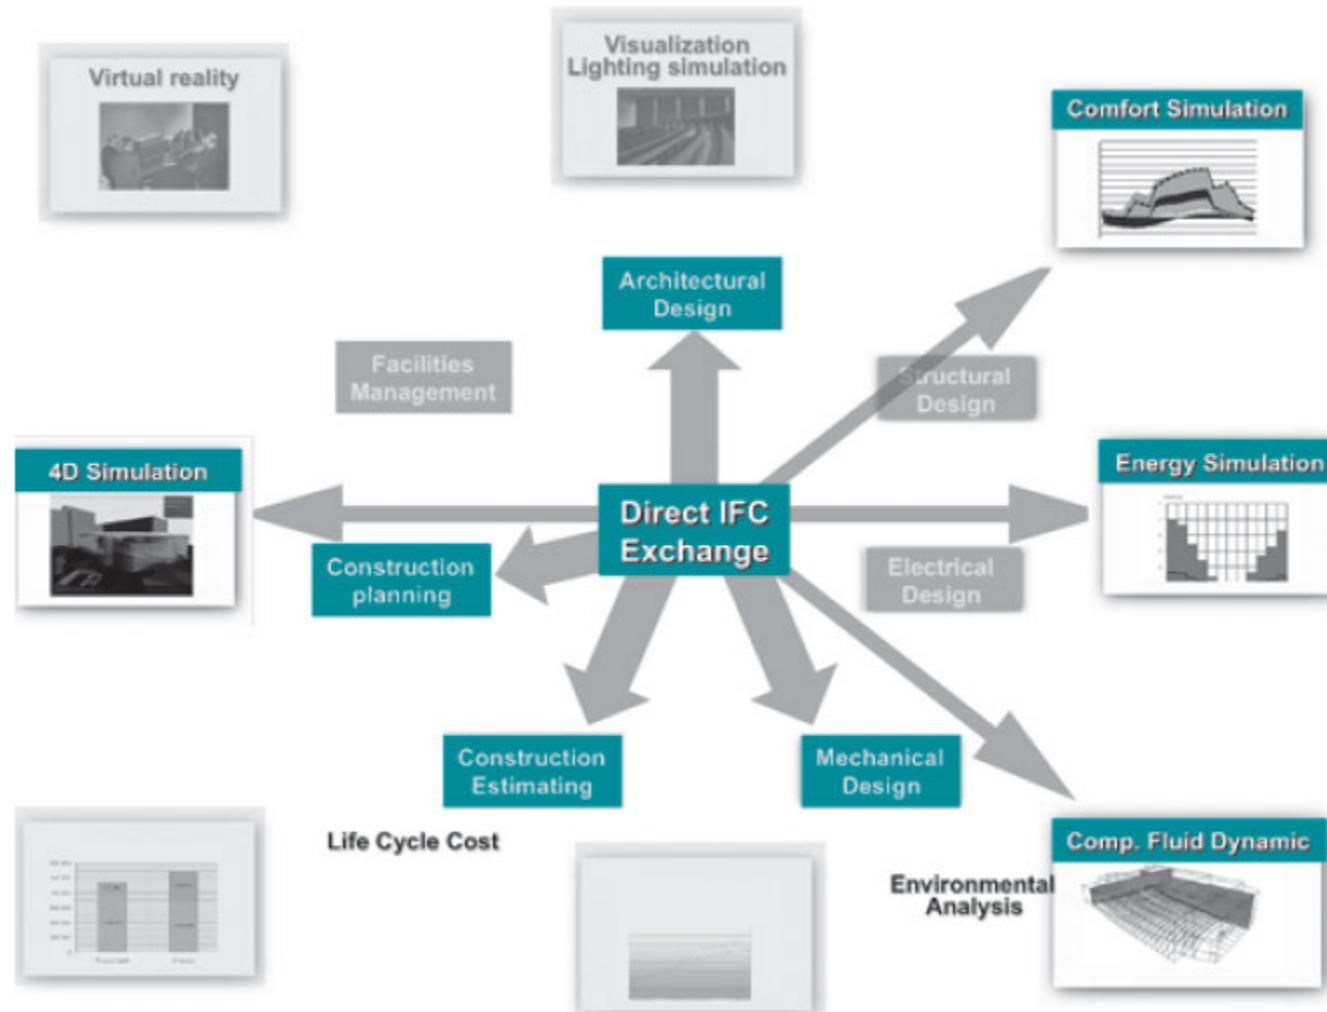 Virtual reality
Visualization
Lighting simulation
Comfort Simulation
Architectural
Design
Facilities
Management
Structural
Design
4D Simulation
Energy Simulation
Direct IFC
Exchange
Construction
planning
Electrical
Design
Construction
Estimating
Mechanical
Design
Life Cycle Cost
Comp. Fluid Dynamic
Environmental
Analysis